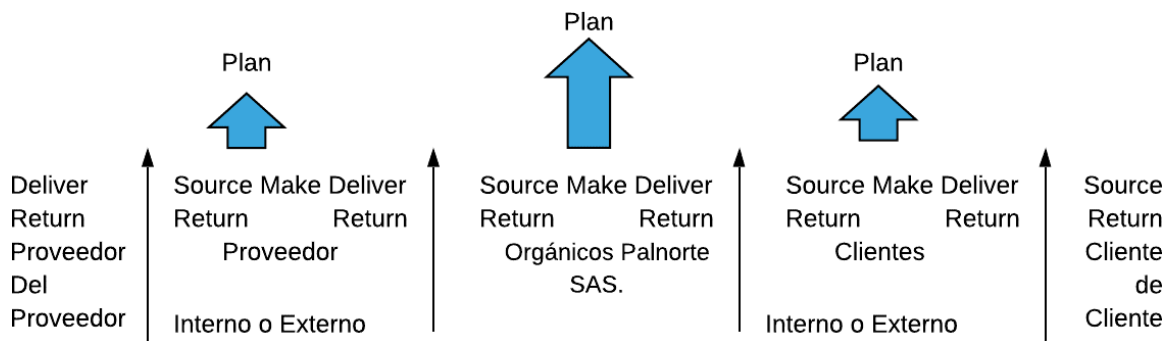 Plan
Plan
Plan
Deliver
Return
Proveedor
Del
Proveedor
Source Make Deliver
Return Return
Proveedor
Interno o Externo
Source Make Deliver
Return Return
Orgánicos Palnorte
SAS.
Source Make Deliver
Return Return
Clientes
Interno o Externo
Source
Return
Cliente
de
Cliente